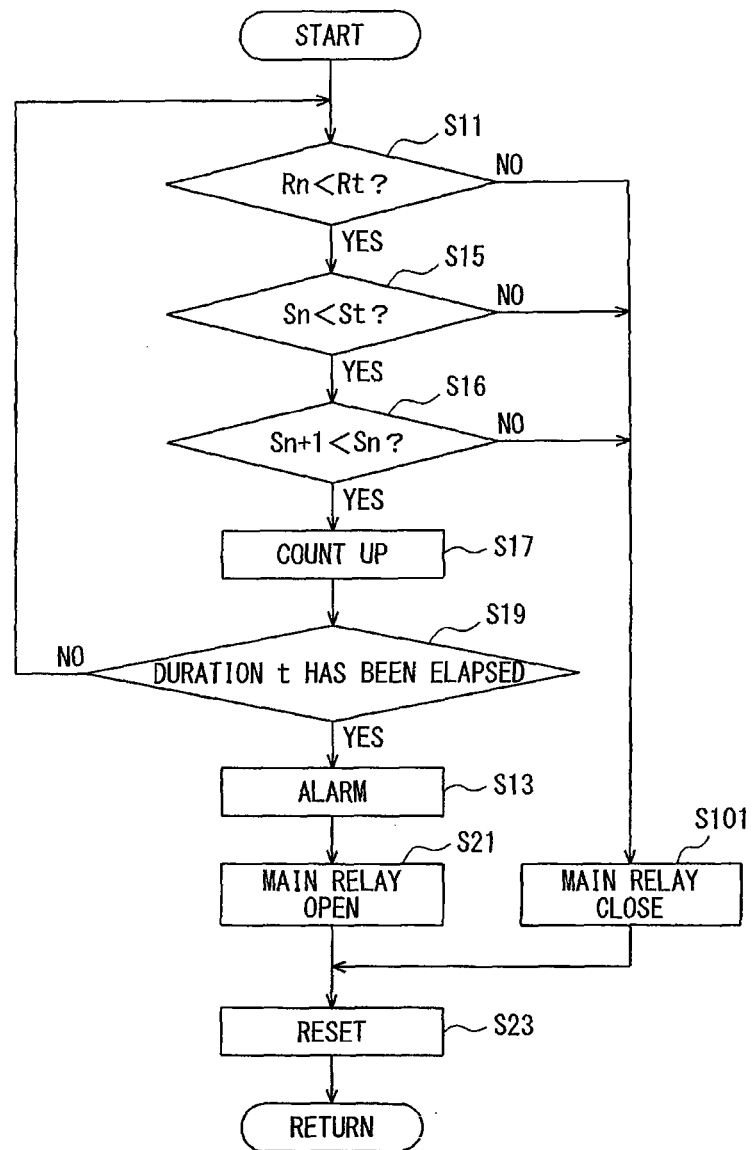 START
S11
Rn<Rt?
NO
YES
S15
Sn<St?
NO
YES
S16
Sn+1<Sn?
NO
YES
COUNT UP
S17
S19
NO
DURATION t HAS BEEN ELAPSED
YES
ALARM
S13
S21
S101
MAIN RELAY
OPEN
MAIN RELAY
CLOSE
RESET
S23
RETURN